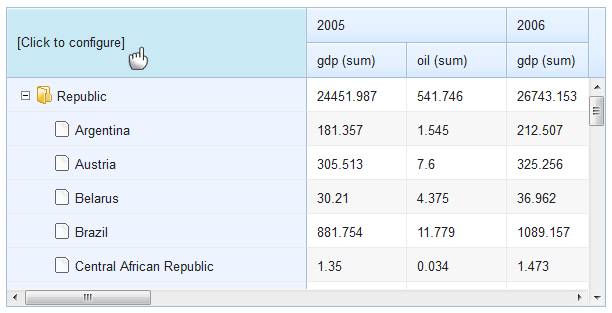 [Click to configure]
2005 2006
gdp (sum) oil (sum) gdp (sum)
Republic 24451.987 541.746 26743.153
Argentina 181.357 1.545 212.507
Austria 305.513 7.6 325.256
Belarus 30.21 4.375 36.962
Brazil 881.754 11.779 1089.157
Central African Republic 1.35 0.034 1.473